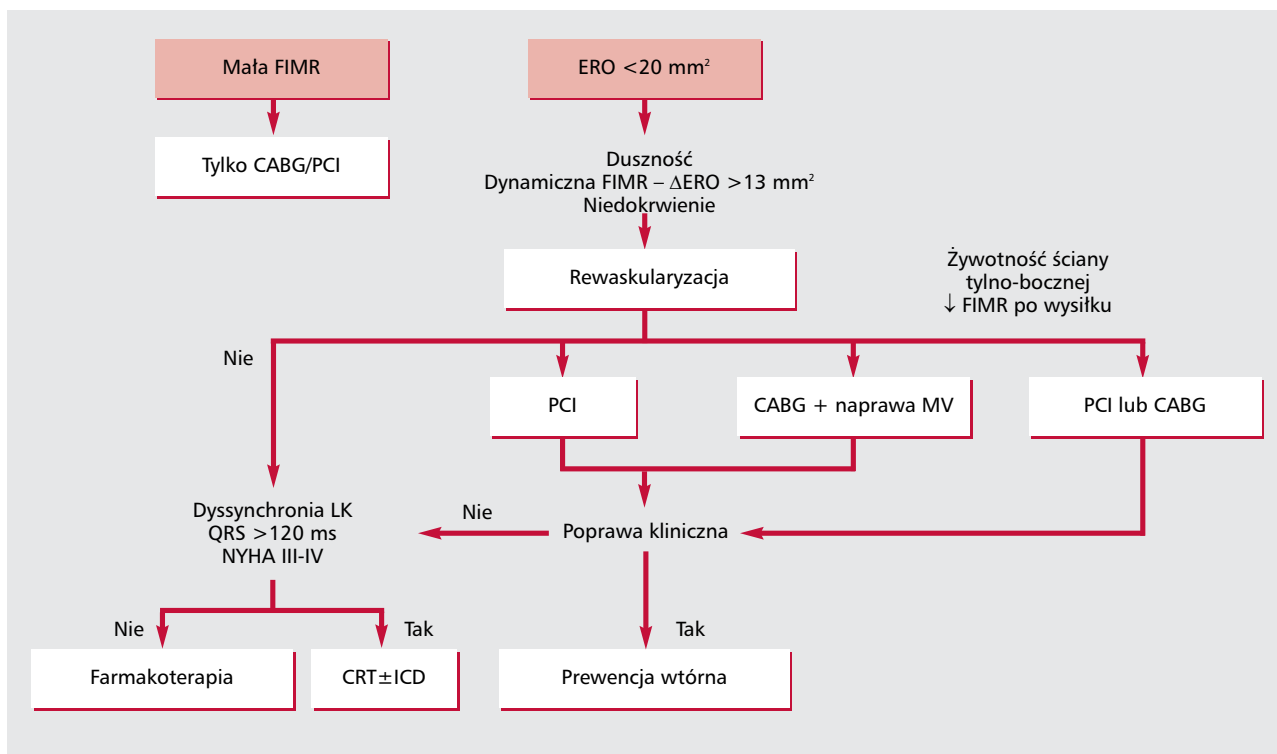 Mała FIMR
ERO <20 mm²
Tylko CABG/PCI
Duszność
Dynamiczna FIMR – ΔERO >13 mm²
Niedokrwienie
Rewaskularyzacja
Żywotność ściany
tylno-bocznej
↓ FIMR po wysiłku
Nie
PCI
CABG + naprawa MV
PCI lub CABG
Dyssynchronia LK
QRS >120 ms
NYHA III-IV
Nie
Poprawa kliniczna
Nie
Tak
Tak
Farmakoterapia
CRT±ICD
Prewencja wtórna